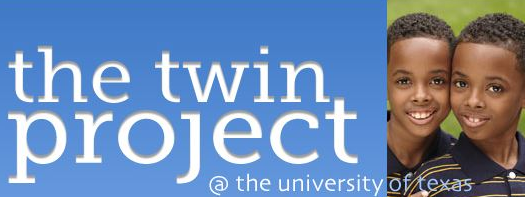 the twin
project
@ the university of texas